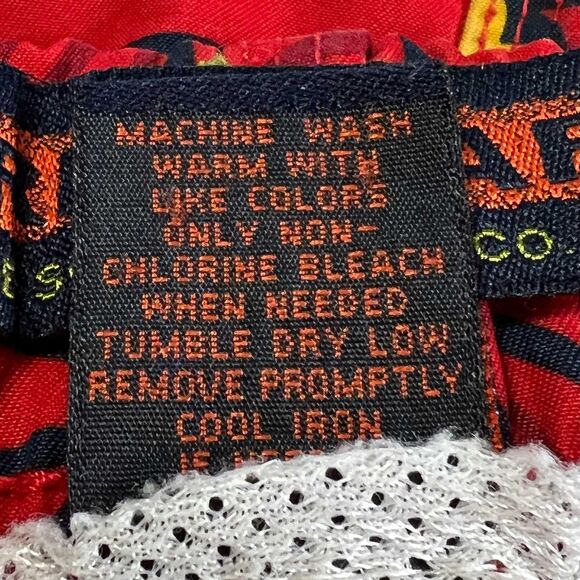 MACHINE WASH
WARM WITH
LIKE COLORS
ONLY NON-
CHLORINE BLEACH
WHEN NEEDED
TUMBLE DRY LOW
REMOVE PROMPTLY
COOL IRON
CO.